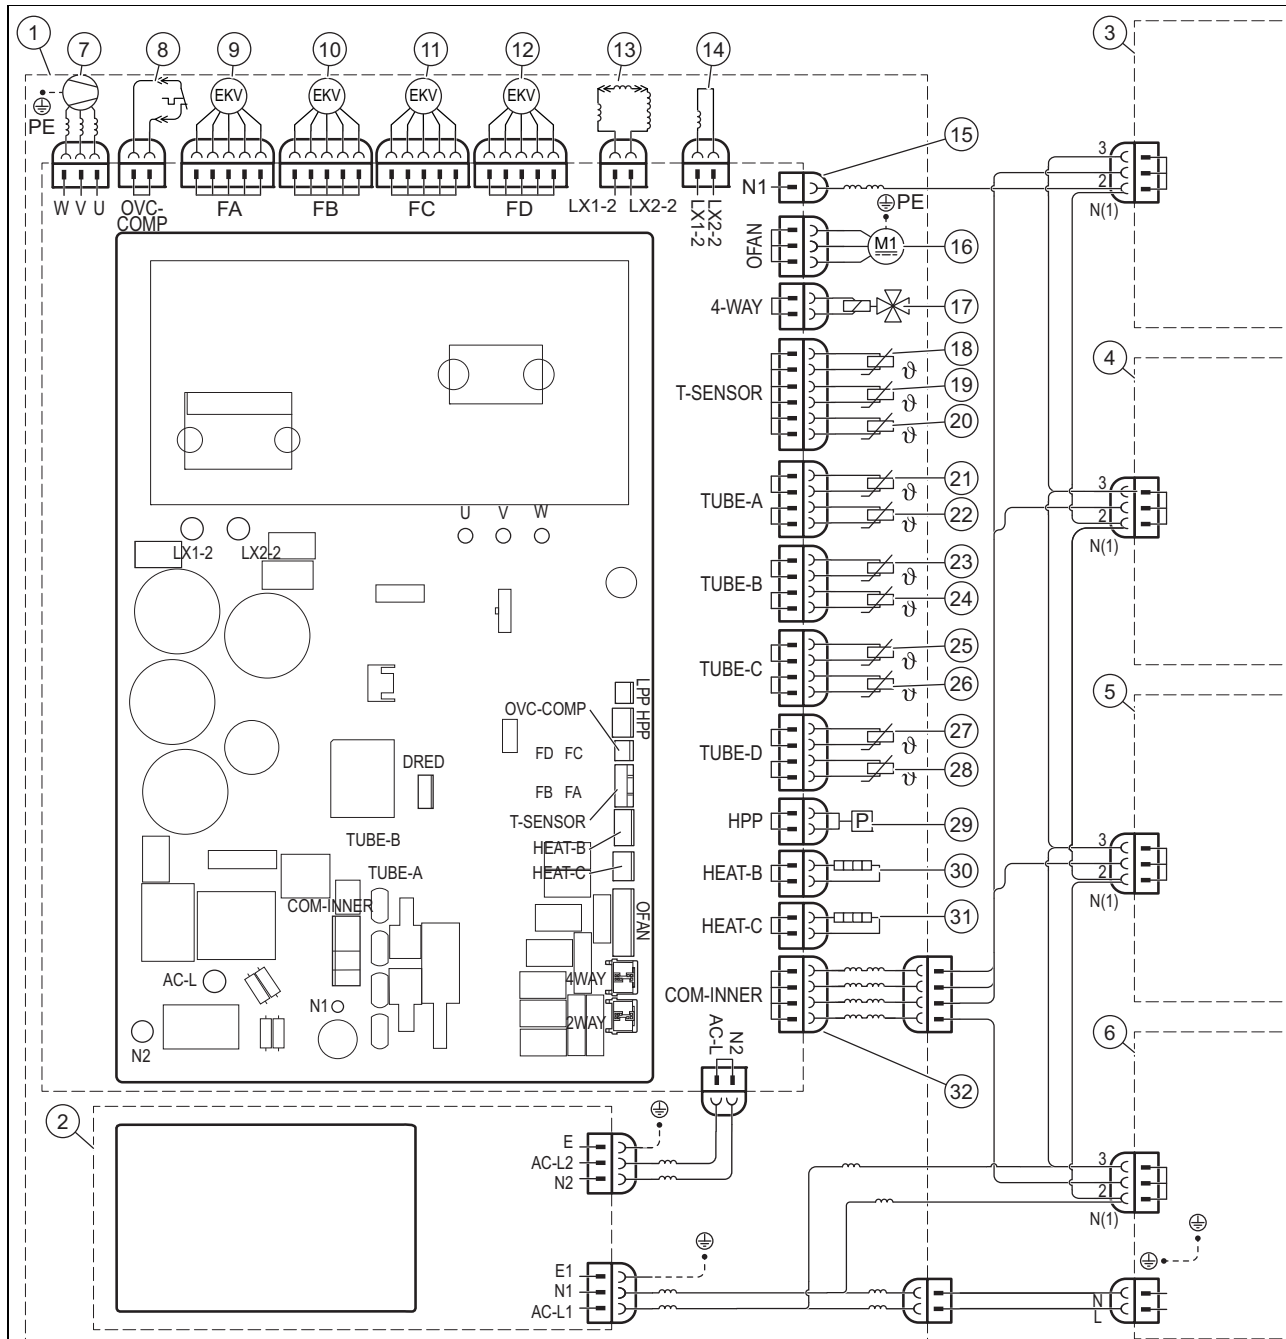 1 7 8 9 10 11 12 13 14 3
EKV EKV EKV EKV
PE
W V U
OVC-COMP
FA FB FC FD
LX1-2 LX2-2
LX1-2
LX2-2
N1
15
PE
OFAN
M1
16
4-WAY
17
T-SENSOR
18
ϑ
19
ϑ
20
ϑ
TUBE-A
21
ϑ
22
ϑ
TUBE-B
23
ϑ
24
ϑ
TUBE-C
25
ϑ
26
ϑ
TUBE-D
27
ϑ
28
ϑ
HPP
P
29
HEAT-B
30
HEAT-C
31
COM-INNER
32
AC-L
N2
3
2
N(1)
4
3
2
N(1)
5
3
2
N(1)
6
3
2
N(1)
N
L
U V W
LX1-2 LX2-2
LPP HPP
OVC-COMP
FD FC
DRED
FB FA
T-SENSOR
TUBE-B
HEAT-B
TUBE-A
HEAT-C
COM-INNER
OFAN
AC-L
4WAY
N1
2WAY
N2
2
E
AC-L2
N2
E1
N1
AC-L1